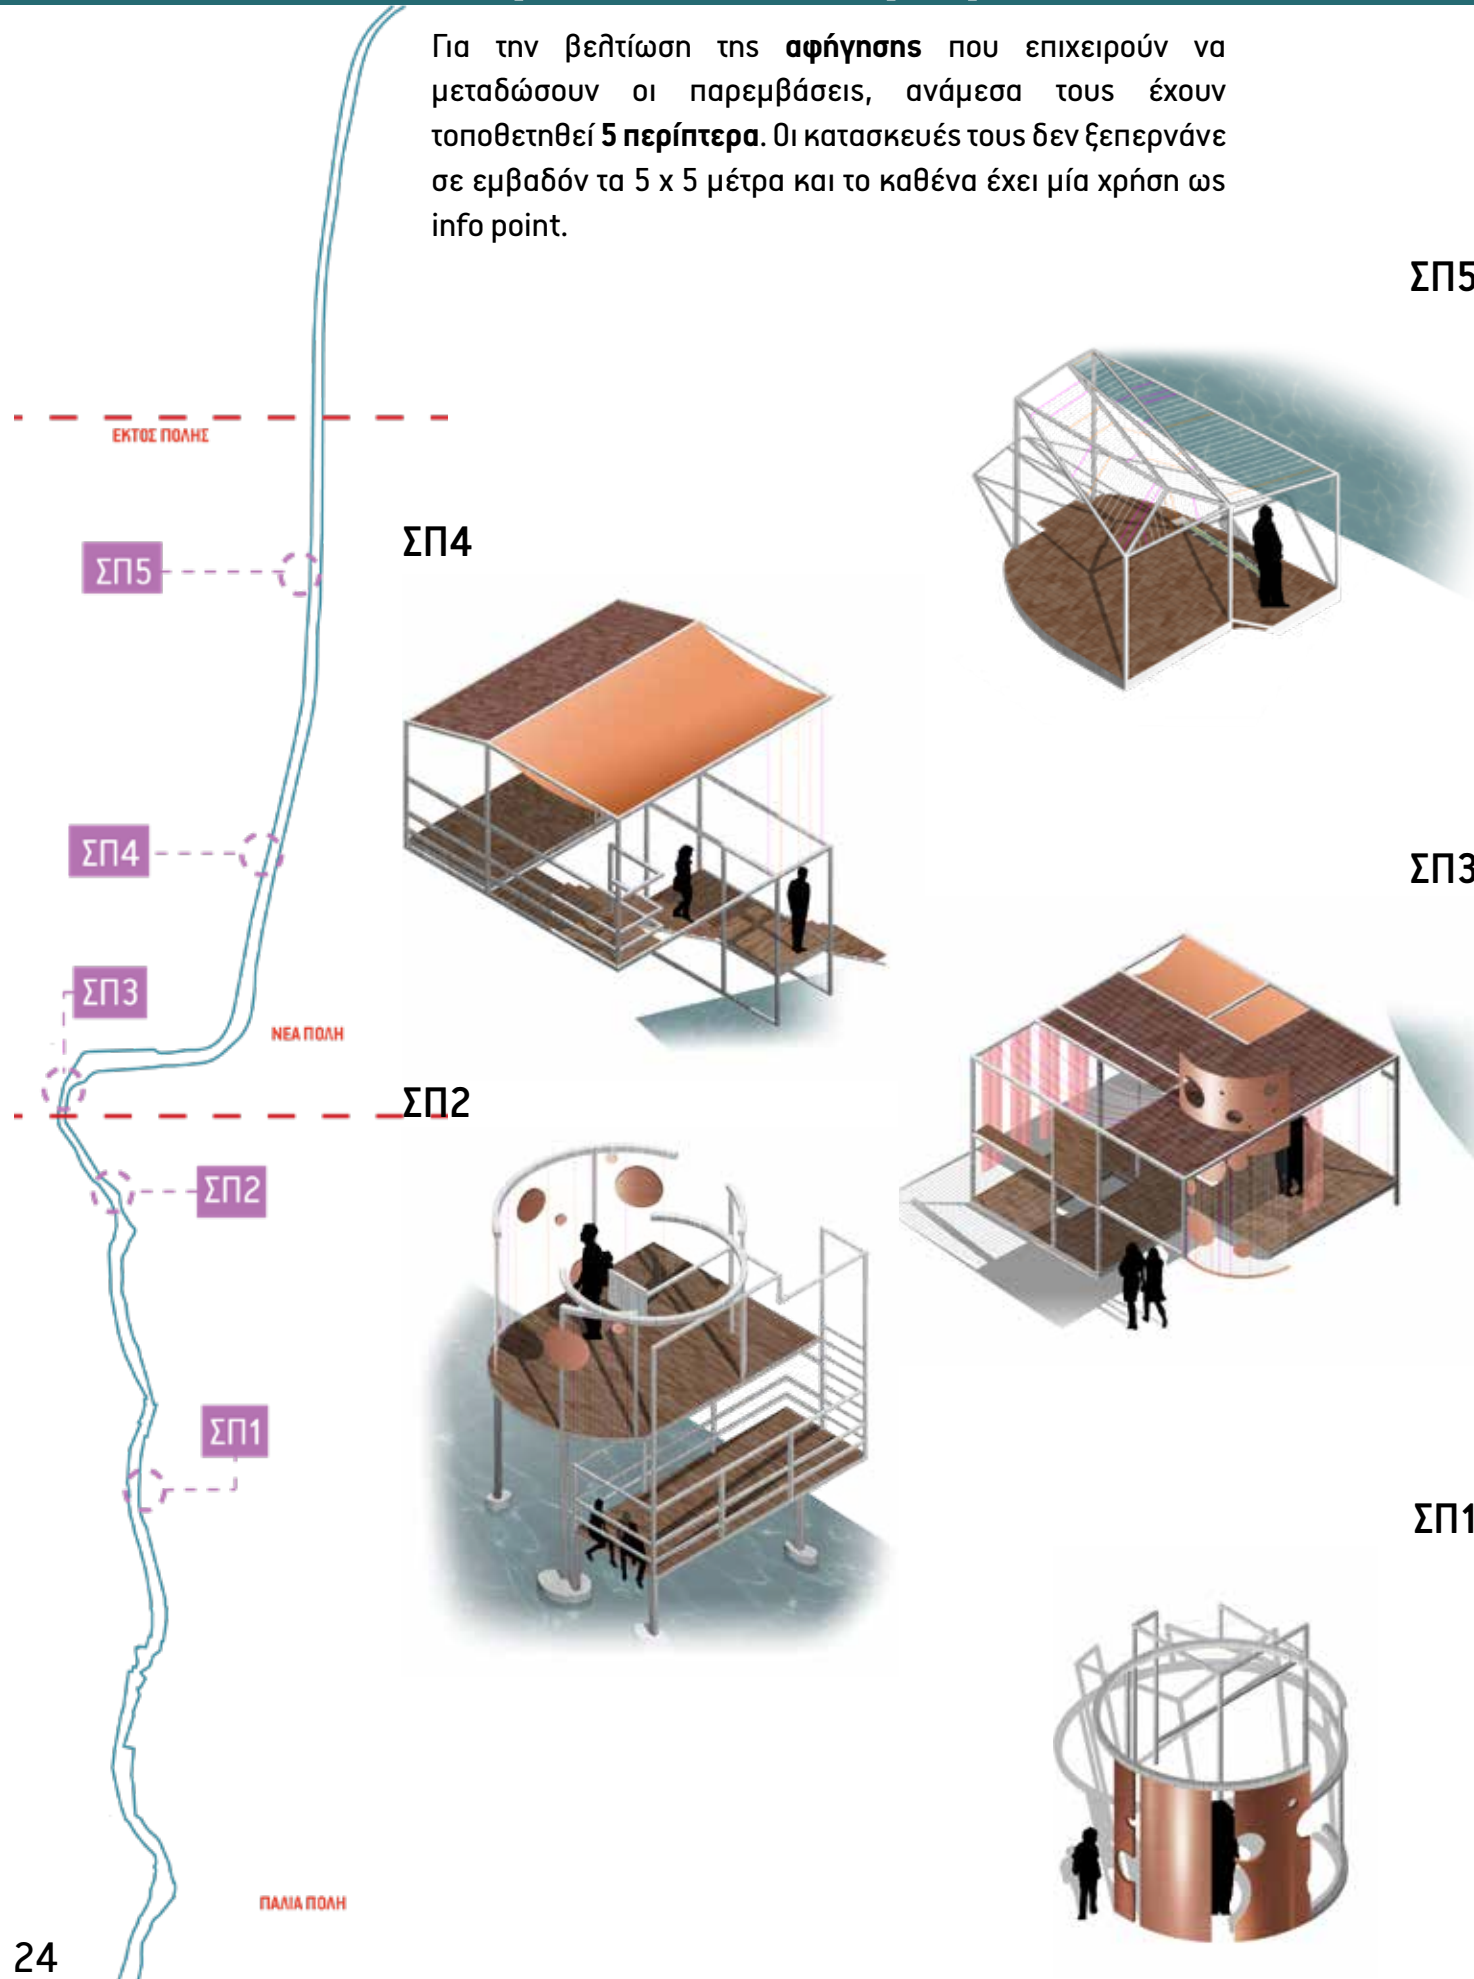 Για την βελτίωση της αφήγησης που επιχειρούν να
μεταδώσουν οι παρεμβάσεις, ανάμεσα τους έχουν
τοποθετηθεί 5 περίπτερα. Οι κατασκευές τους δεν ξεπερνάνε
σε εμβαδόν τα 5 x 5 μέτρα και το καθένα έχει μία χρήση ως
info point.
ΣΠ5
ΕΚΤΟΣ ΠΟΛΗΣ
ΣΠ4
ΣΠ5
ΣΠ4
ΣΠ3
ΣΠ3
ΝΕΑ ΠΟΛΗ
ΣΠ2
ΣΠ2
ΣΠ1
ΣΠ1
ΠΑΛΙΑ ΠΟΛΗ
24